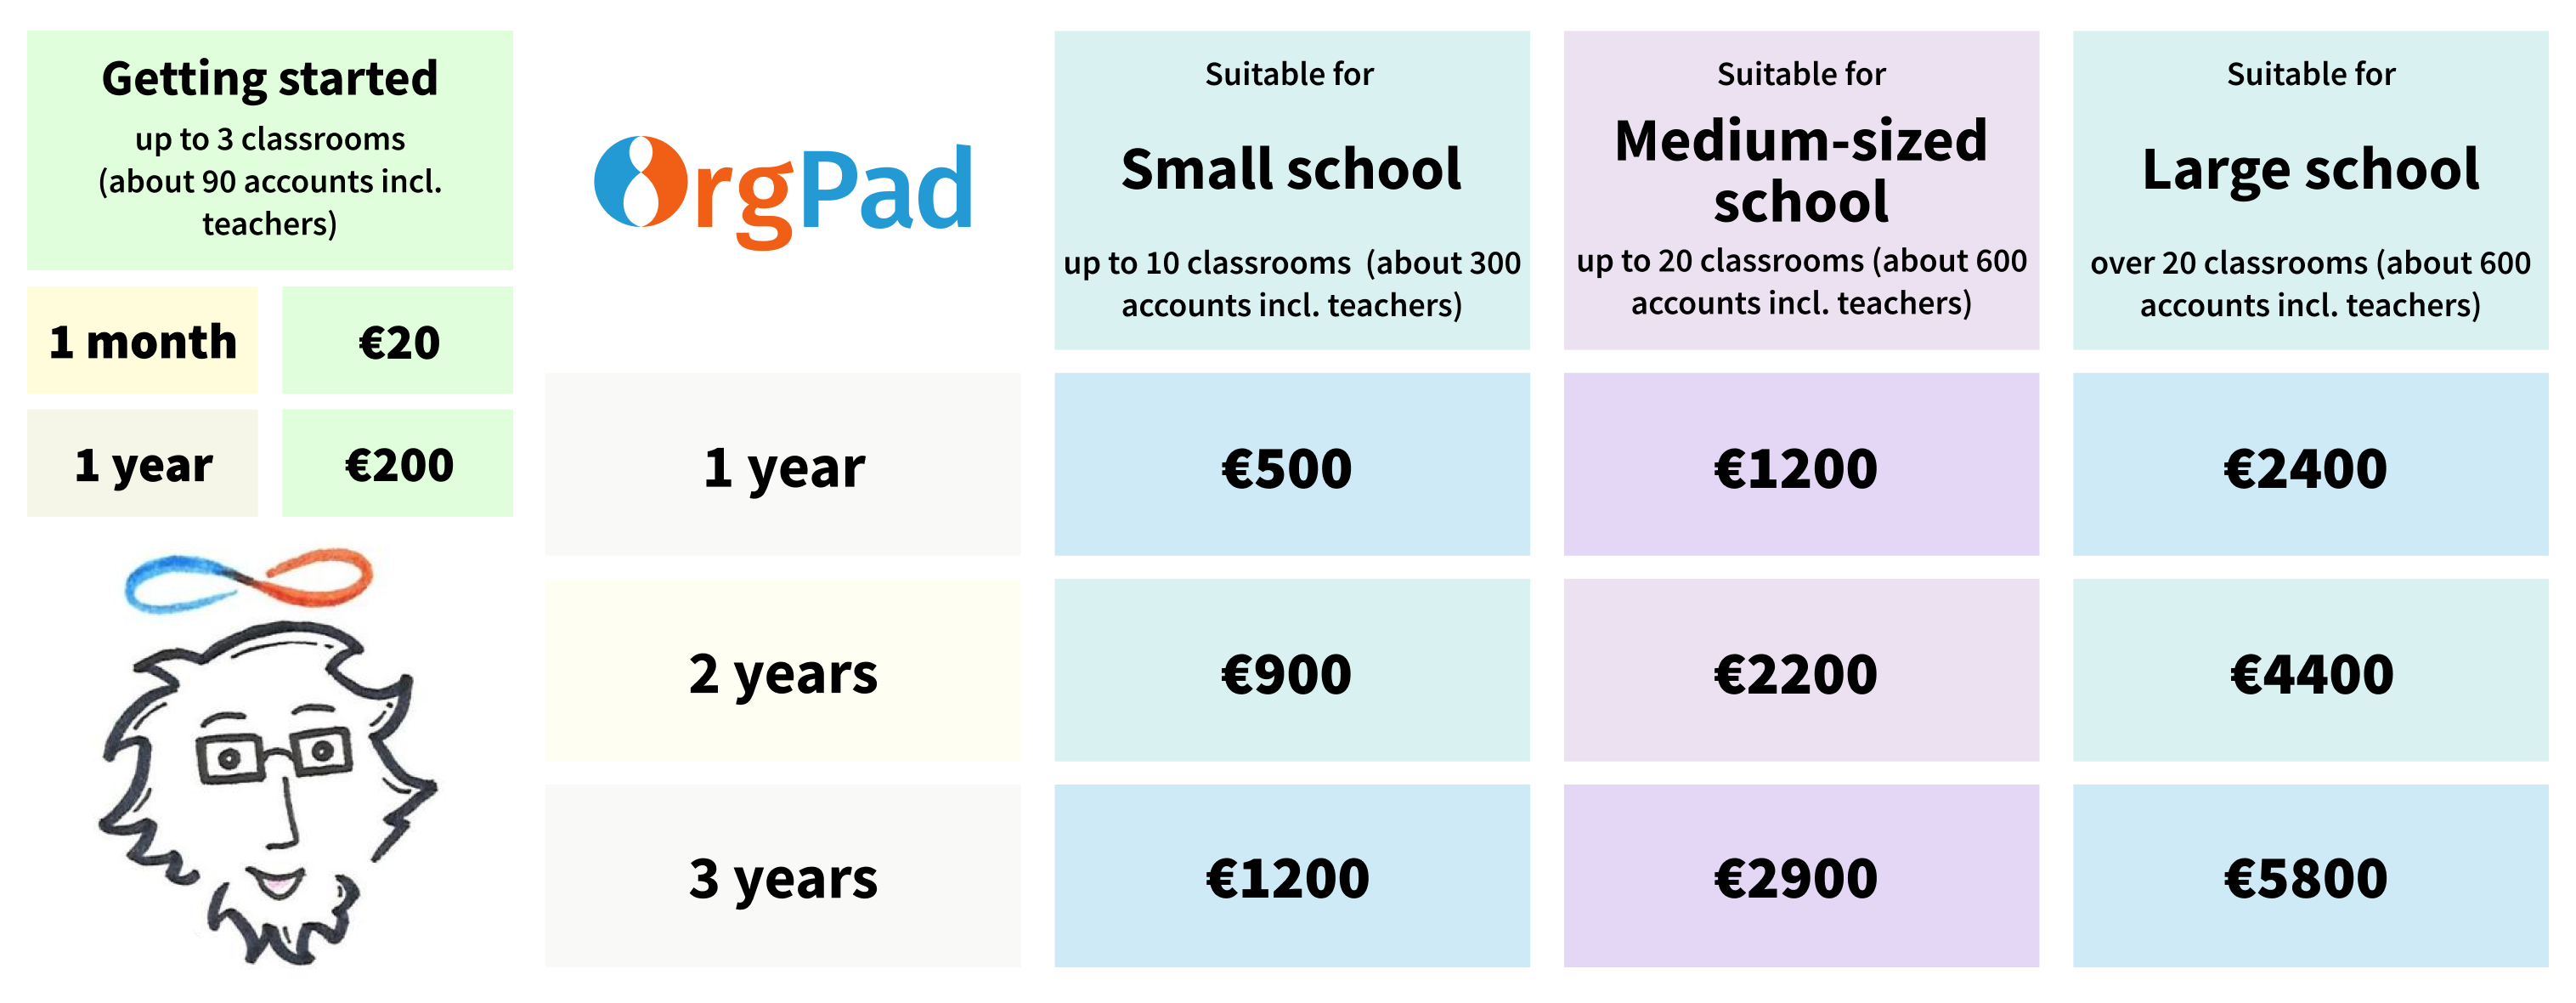 Getting started
up to 3 classrooms
(about 90 accounts incl.
teachers)
1 month
€20
1 year
€200
OrgPad
Suitable for
Small school
up to 10 classrooms  (about 300
accounts incl. teachers)
Suitable for
Medium-sized
school
up to 20 classrooms (about 600
accounts incl. teachers)
Suitable for
Large school
over 20 classrooms (about 600
accounts incl. teachers)
1 year
€500
€1200
€2400
2 years
€900
€2200
€4400
3 years
€1200
€2900
€5800